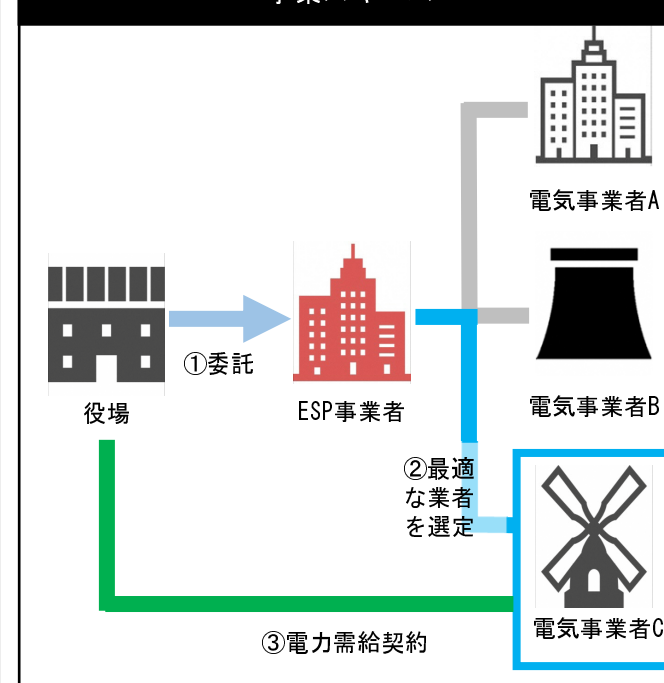 電気事業者A
①委託
役場
ESP事業者
電気事業者B
②最適
な業者
を選定
電気事業者C
③電力需給契約